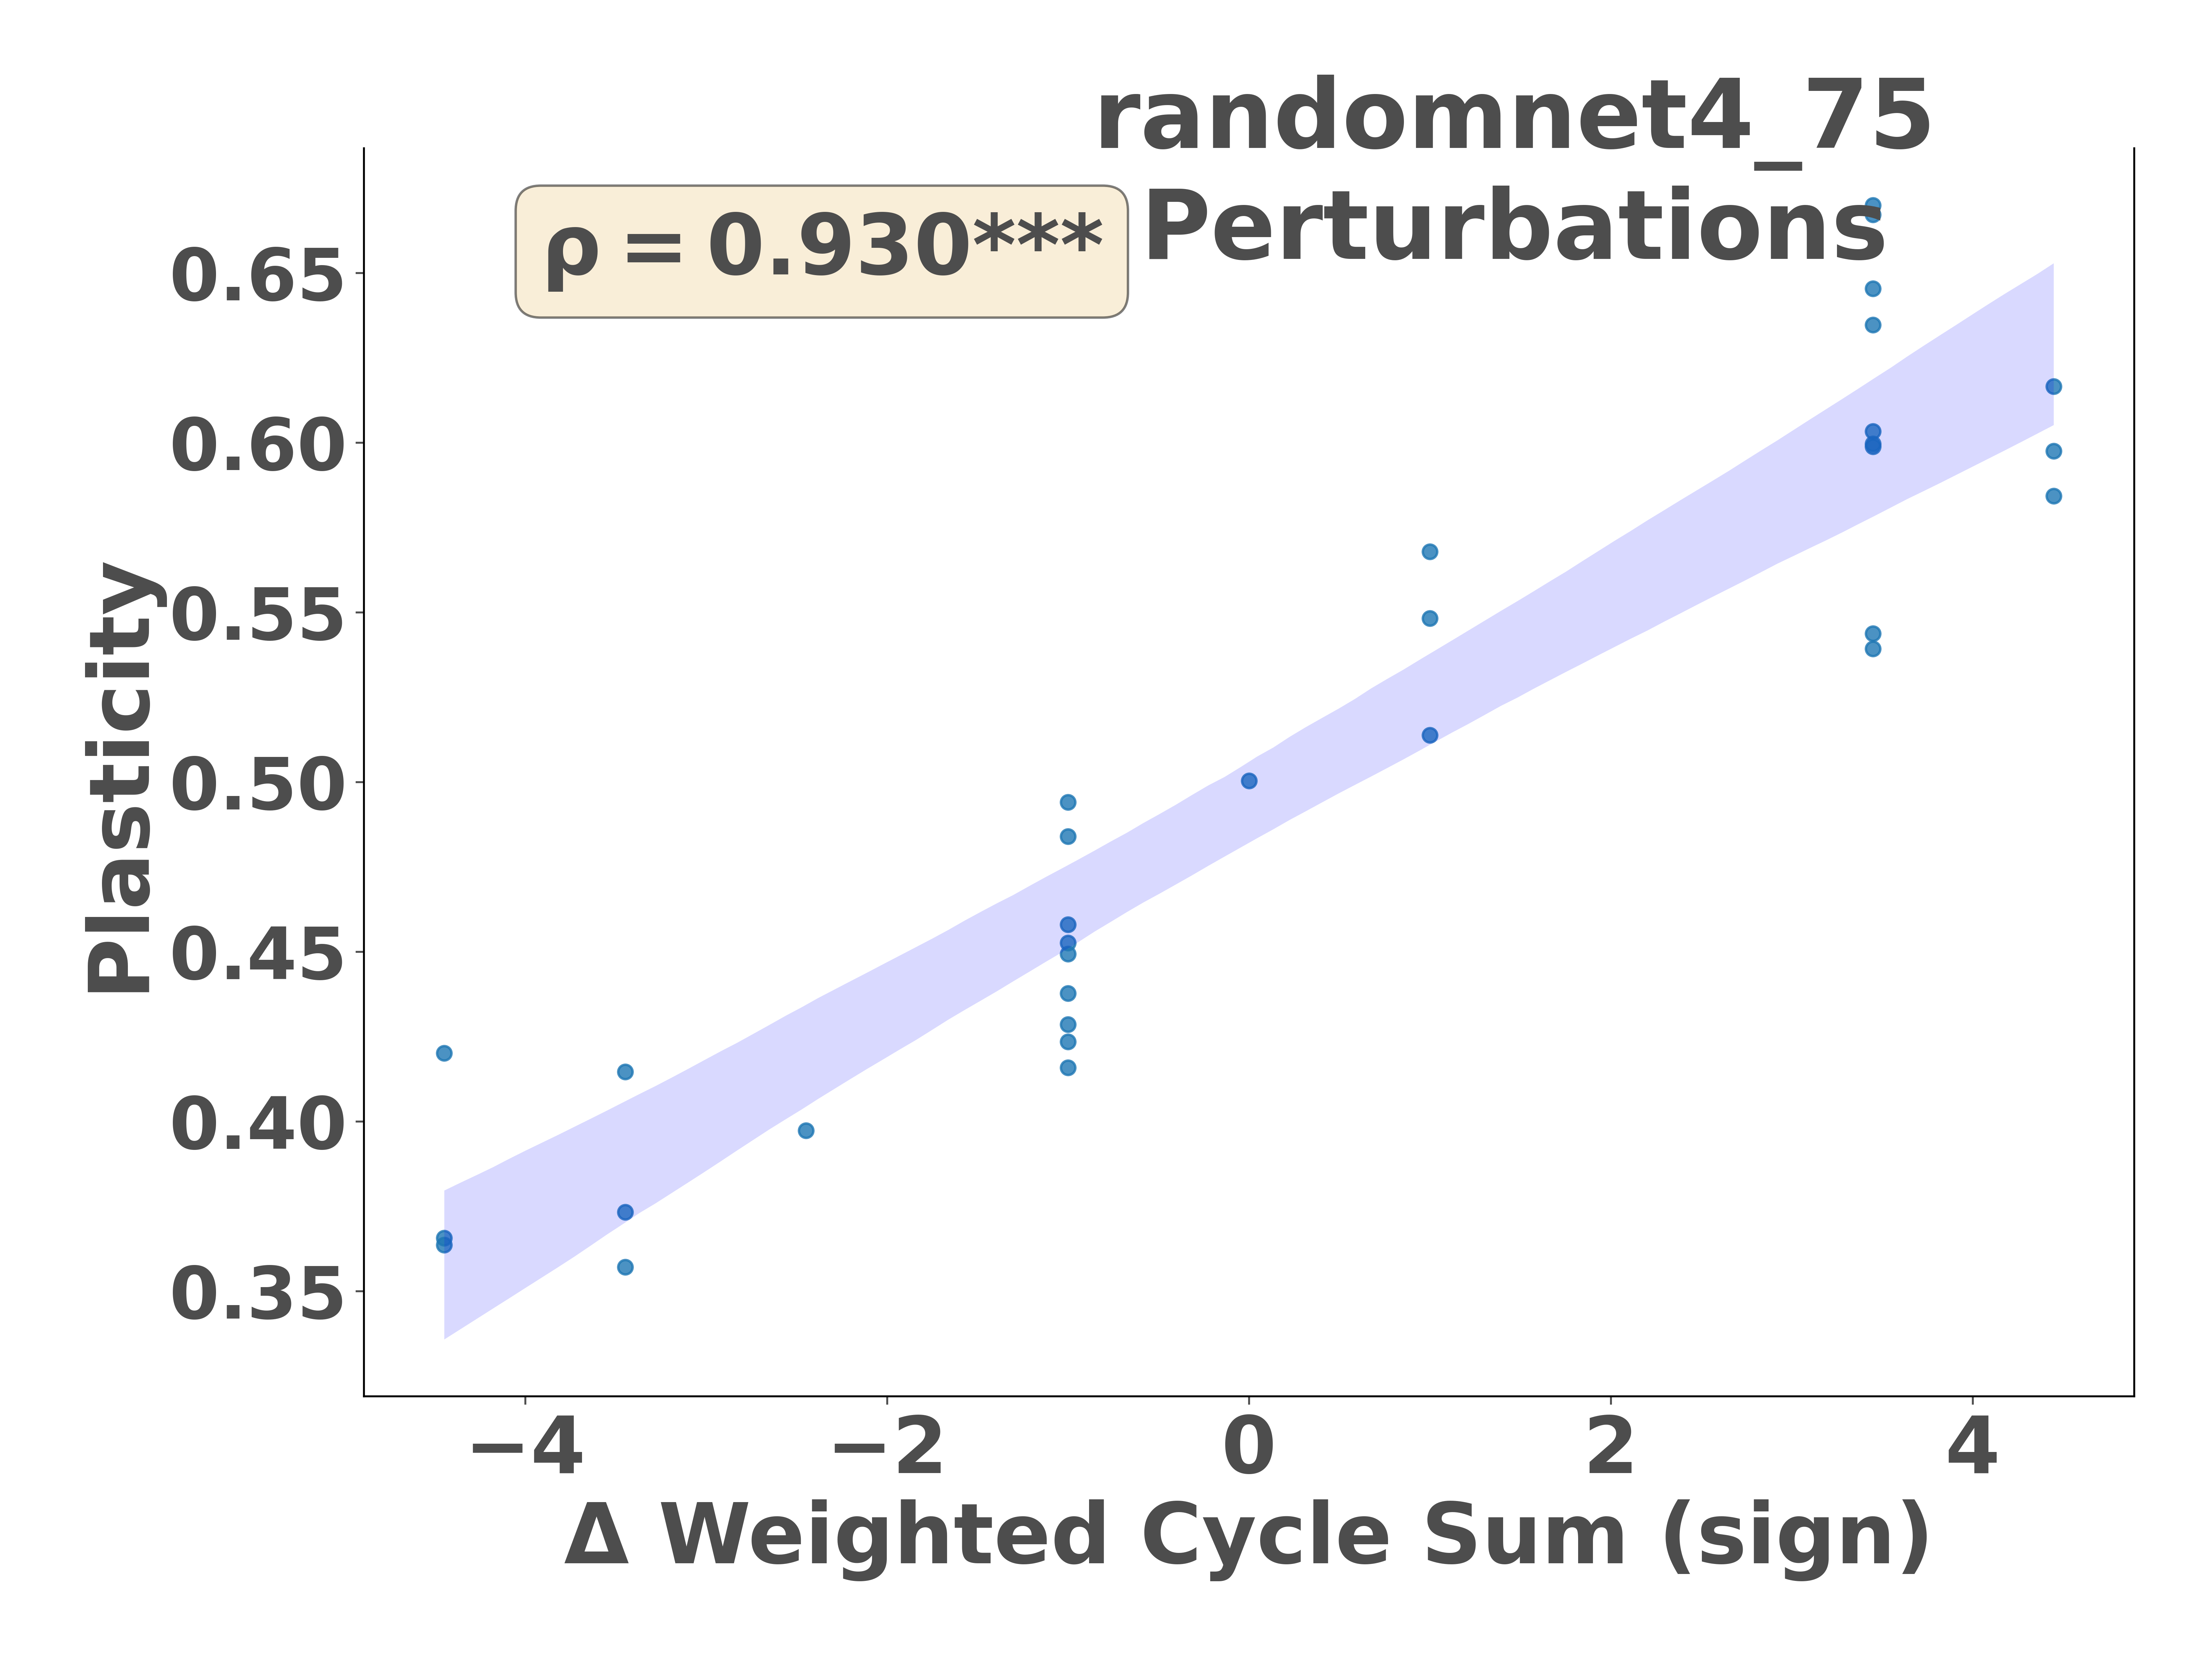 randomnet4_75
Perturbations
ρ = 0.930***
Plasticity
0.65
0.60
0.55
0.50
0.45
0.40
0.35
−4
−2
0
2
4
Δ Weighted Cycle Sum (sign)